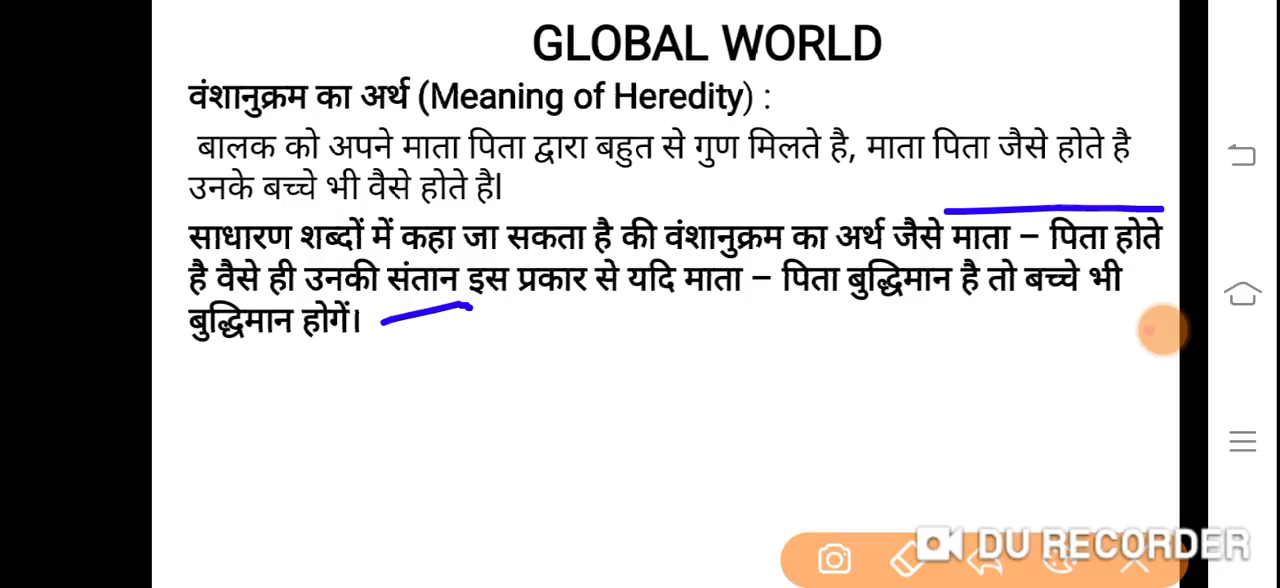 GLOBAL WORLD
वंशानुक्रम का अर्थ (Meaning of Heredity) :
बालक को अपने माता पिता द्वारा बहुत से गुण मिलते है, माता पिता जैसे होते है
उनके बच्चे भी वैसे होते है।
साधारण शब्दों में कहा जा सकता है की वंशानुक्रम का अर्थ जैसे माता – पिता होते
है वैसे ही उनकी संतान इस प्रकार से यदि माता – पिता बुद्धिमान है तो बच्चे भी
बुद्धिमान होगें।
DU RECORDER